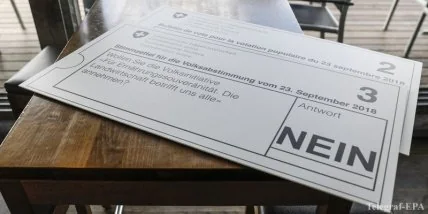 2
Bulletin de vote pour la votation populaire du 23 septembre 2018
3
Stimmzettel für die Volksabstimmung vom 23. September 2018
Wollen Sie die Volksinitiative
«Für Ernährungssouveränität. Die
Landwirtschaft betrifft uns alle»
annehmen?
Antwort
NEIN
Telegraf-EPA